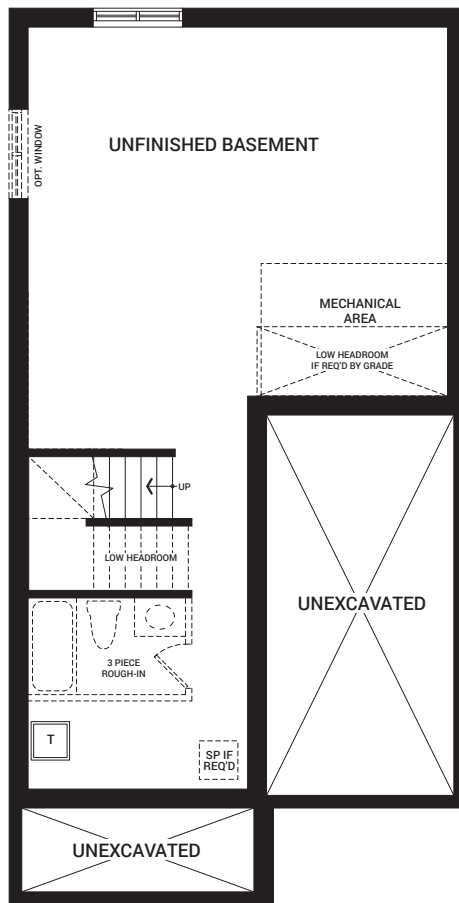 UNFINISHED BASEMENT
OPT. WINDOW
MECHANICAL
AREA
LOW HEADROOM
IF REQ'D BY GRADE
UP
LOW HEADROOM
UNEXCAVATED
3 PIECE
ROUGH-IN
T
SP IF
REQ'D
UNEXCAVATED